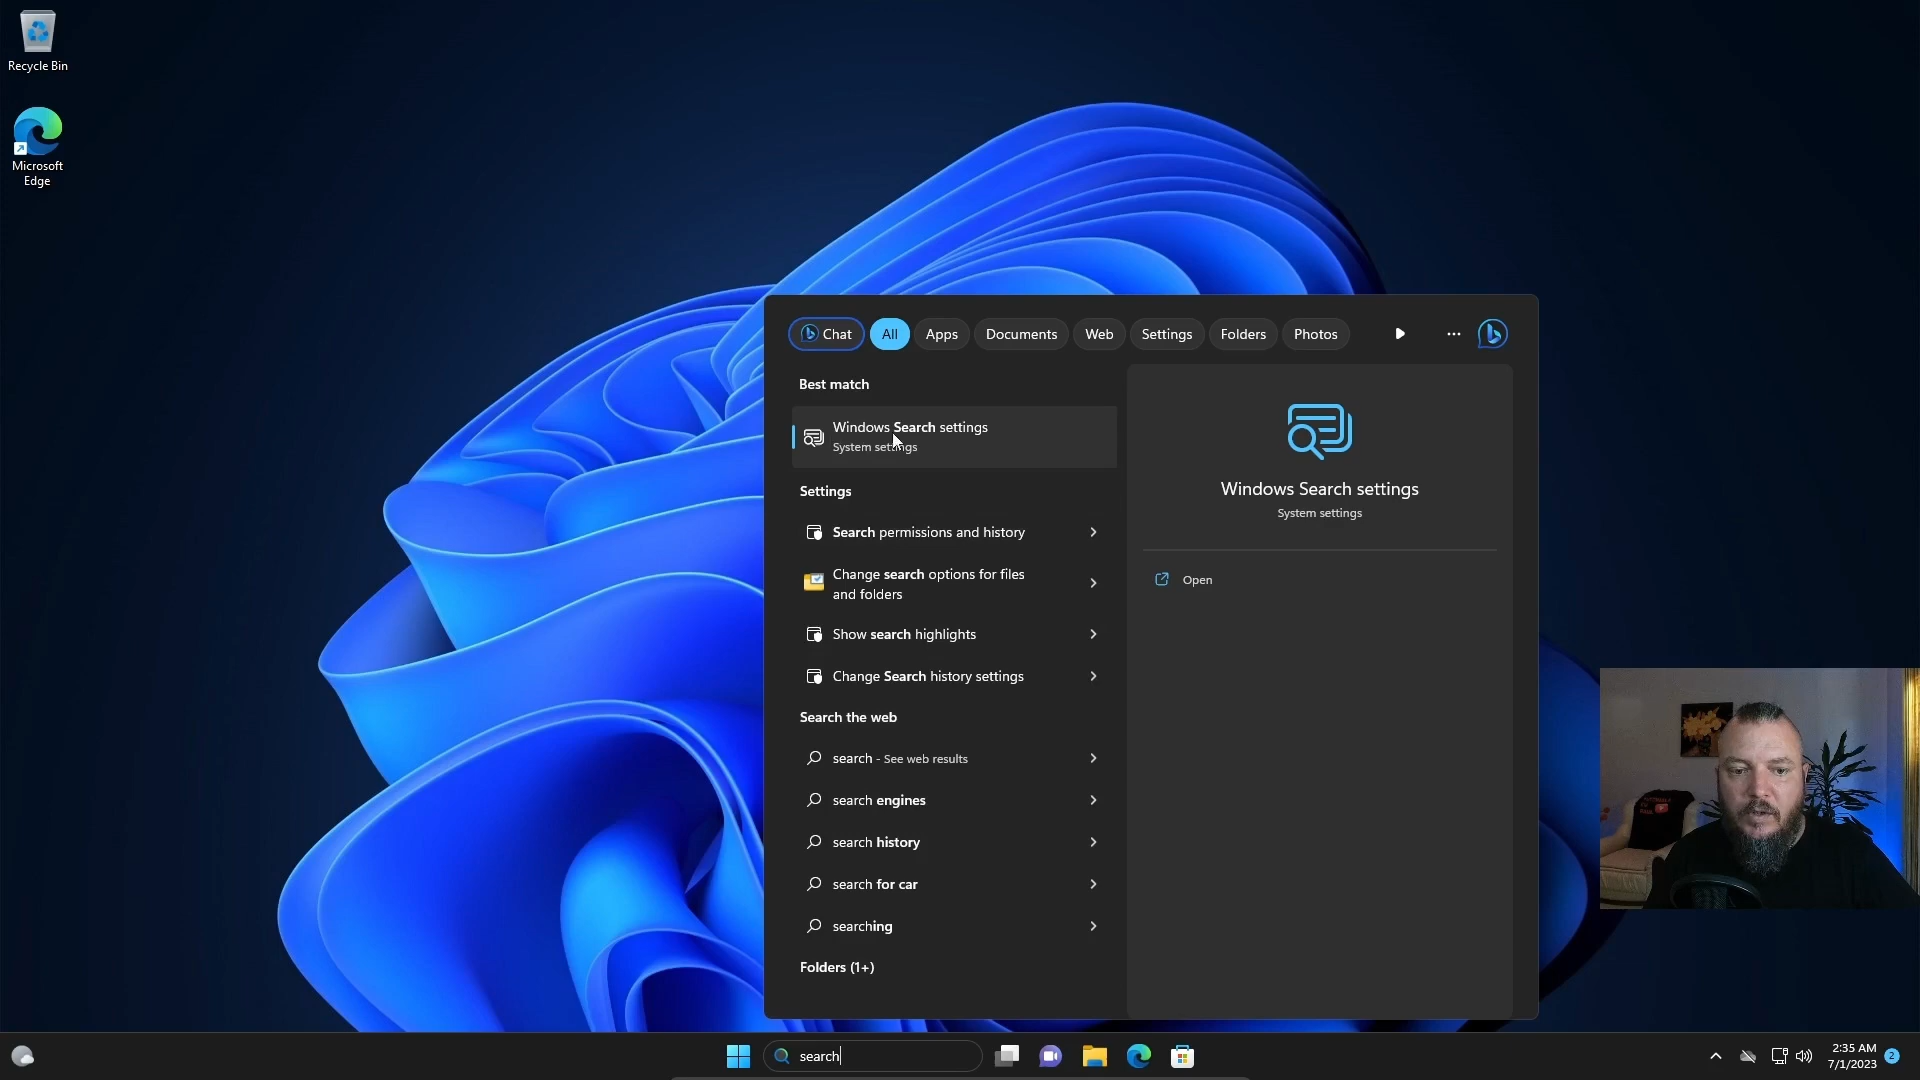 Recycle Bin
Microsoft
Edge
Chat
All
Apps
Documents
Web
Settings
Folders
Photos
Best match
Windows Search settings
System settings
Settings
Search permissions and history
Change search options for files
and folders
Show search highlights
Change Search history settings
Search the web
search - See web results
search engines
search history
search for car
searching
Folders (1+)
Windows Search settings
System settings
Open
search
2:35 AM
7/1/2023
2